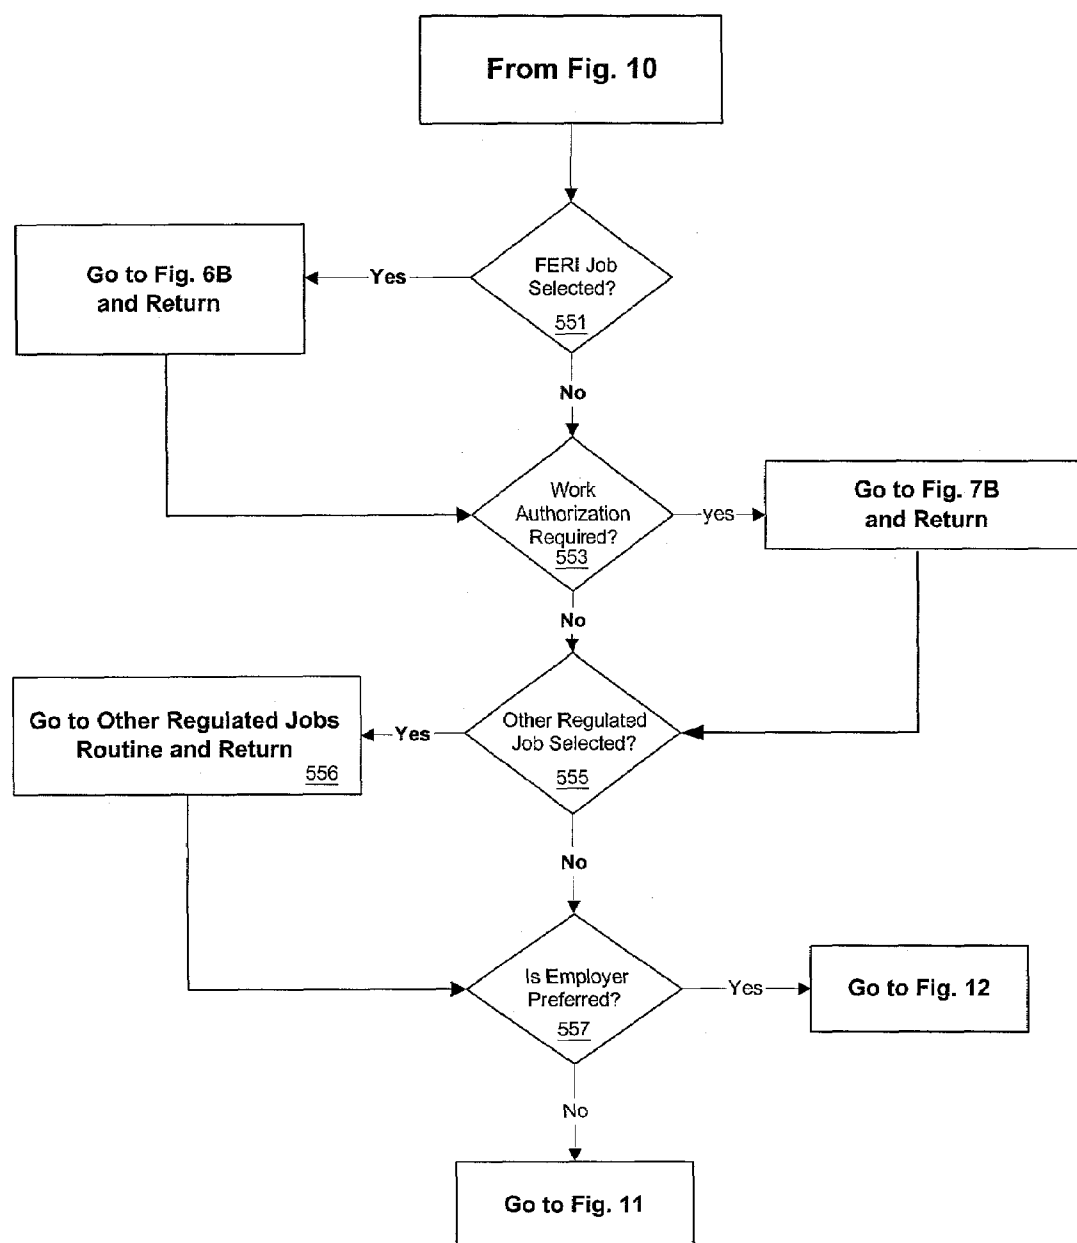 From Fig. 10
FERI Job
Selected?
551
Yes
Go to Fig. 6B
and Return
No
Work
Authorization
Required?
553
yes
Go to Fig. 7B
and Return
No
Other Regulated
Job Selected?
555
Yes
Go to Other Regulated Jobs
Routine and Return
556
No
Is Employer
Preferred?
557
Yes
Go to Fig. 12
No
Go to Fig. 11